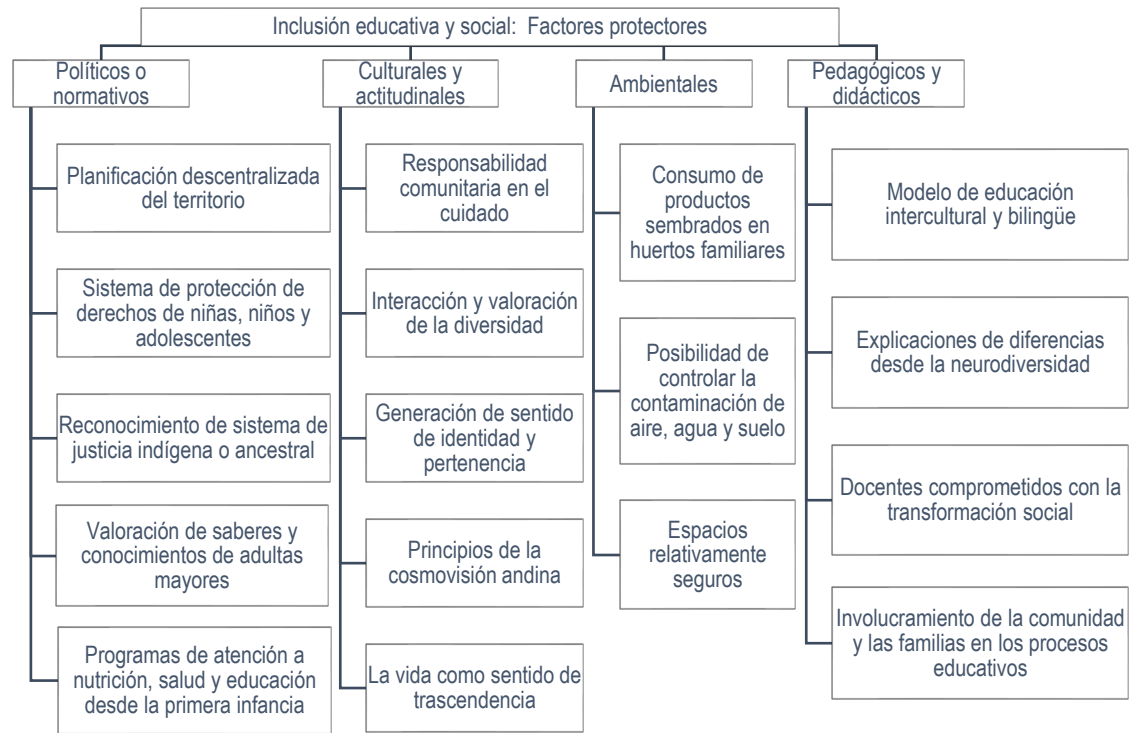 Inclusión educativa y social:  Factores protectores
Políticos o
normativos
Planificación descentralizada
del territorio
Sistema de protección de
derechos de niñas, niños y
adolescentes
Reconocimiento de sistema de
justicia indígena o ancestral
Valoración de saberes y
conocimientos de adultas
mayores
Programas de atención a
nutrición, salud y educación
desde la primera infancia
Culturales y
actitudinales
Responsabilidad
comunitaria en el
cuidado
Interacción y valoración
de la diversidad
Generación de sentido
de identidad y
pertenencia
Principios de la
cosmovisión andina
La vida como sentido de
trascendencia
Ambientales
Consumo de
productos
sembrados en
huertos familiares
Posibilidad de
controlar la
contaminación de
aire, agua y suelo
Espacios
relativamente
seguros
Pedagógicos y
didácticos
Modelo de educación
intercultural y bilingüe
Explicaciones de diferencias
desde la neurodiversidad
Docentes comprometidos con la
transformación social
Involucramiento de la comunidad
y las familias en los procesos
educativos